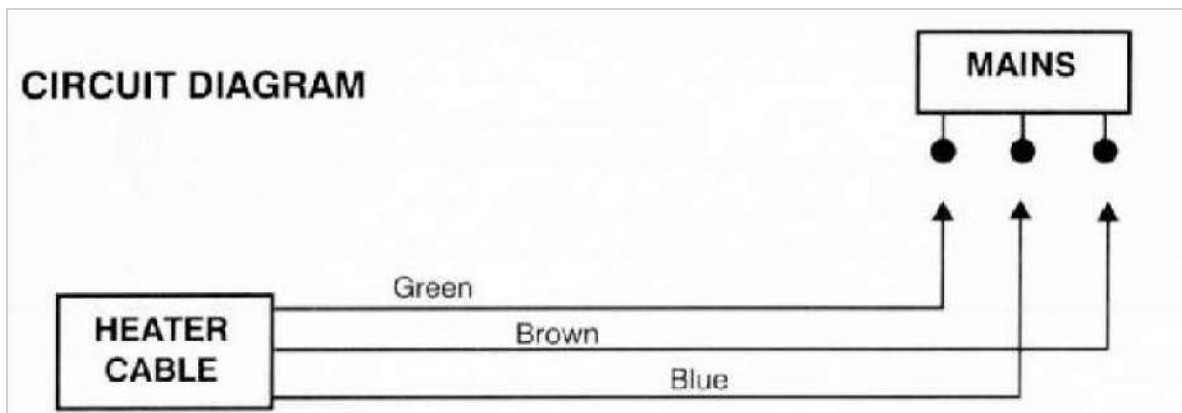 CIRCUIT DIAGRAM
MAINS
Green
HEATER
CABLE
Brown
Blue